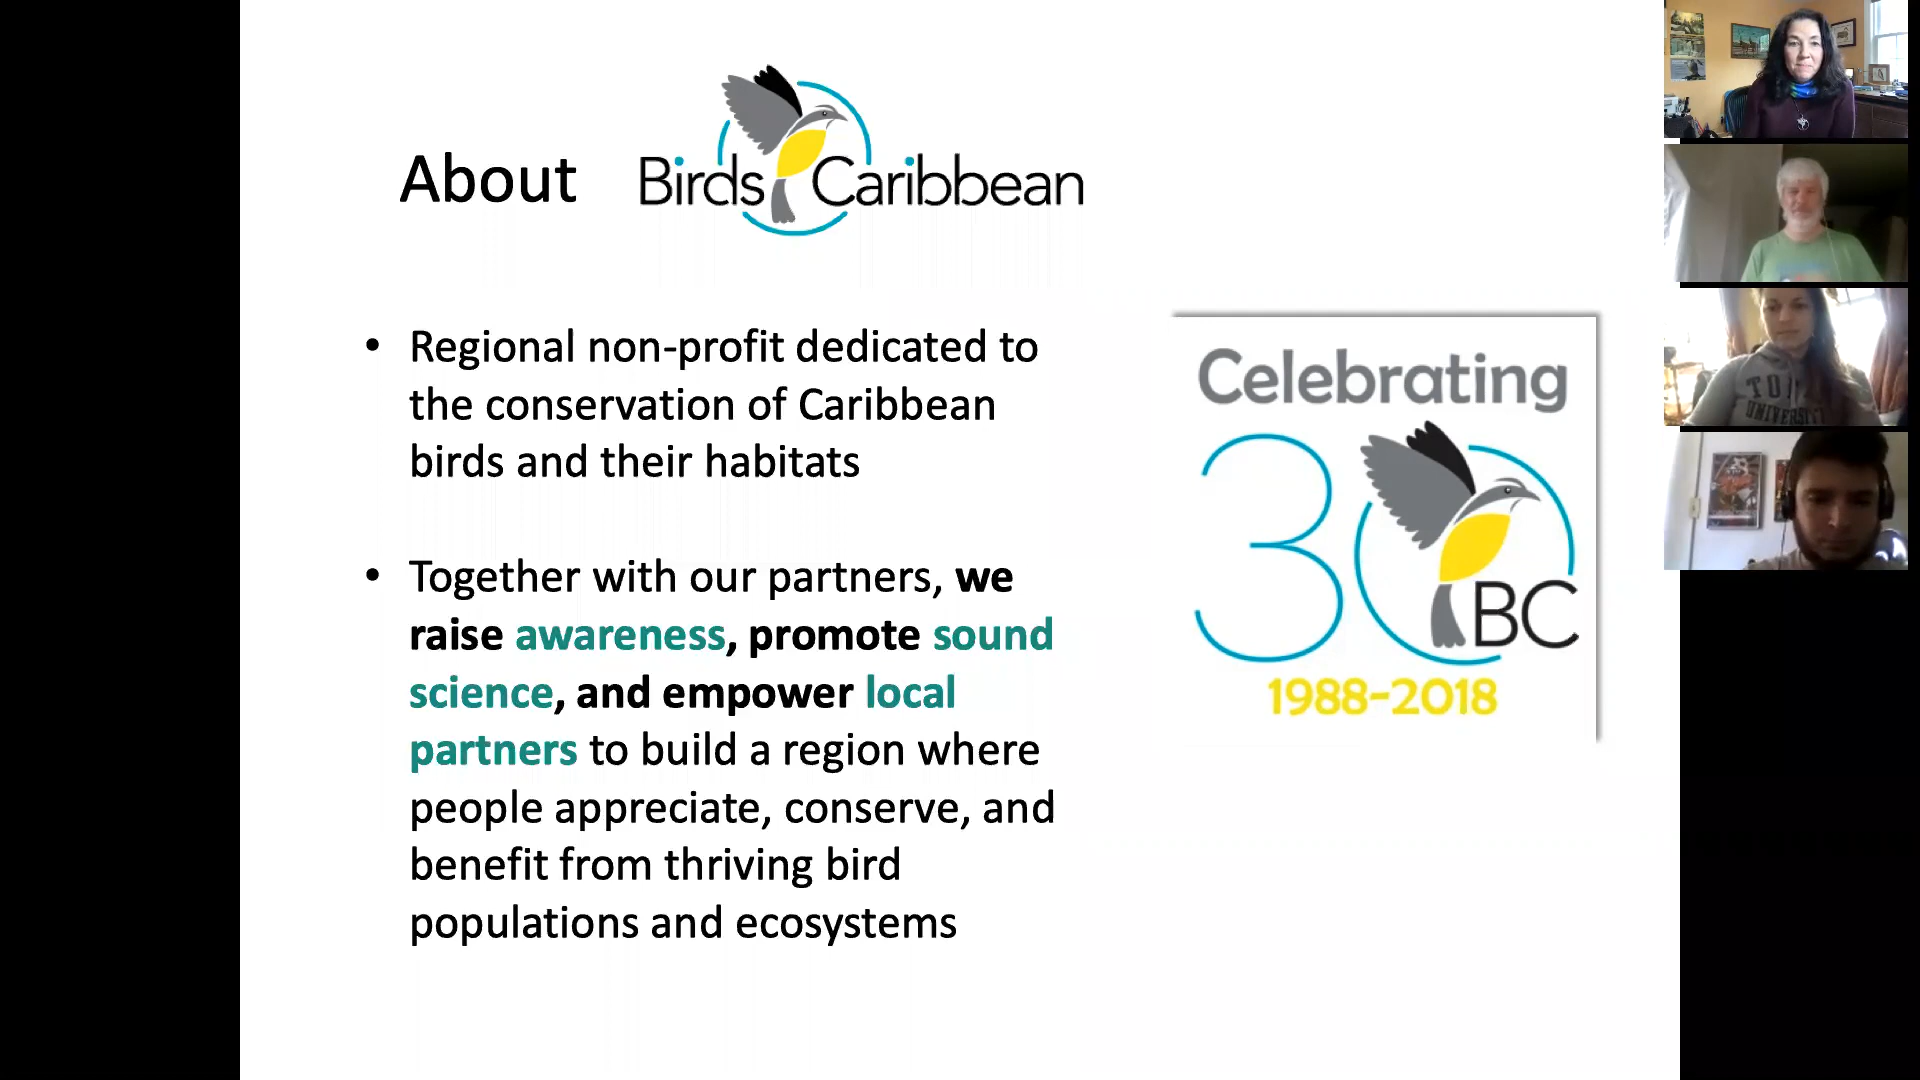 About BirdsCaribbean
• Regional non-profit dedicated to
the conservation of Caribbean
birds and their habitats
• Together with our partners, we
raise awareness, promote sound
science, and empower local
partners to build a region where
people appreciate, conserve, and
benefit from thriving bird
populations and ecosystems
Celebrating
30
BC
1988-2018
UNIVERSITY